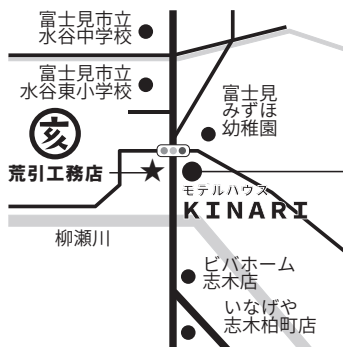 富士見市立
水谷中学校
富士見市立
水谷東小学校
富士見
みずほ
幼稚園
荒引工務店
モデルハウス
KINARI
柳瀬川
ビバホーム
志木店
いなげや
志木柏町店